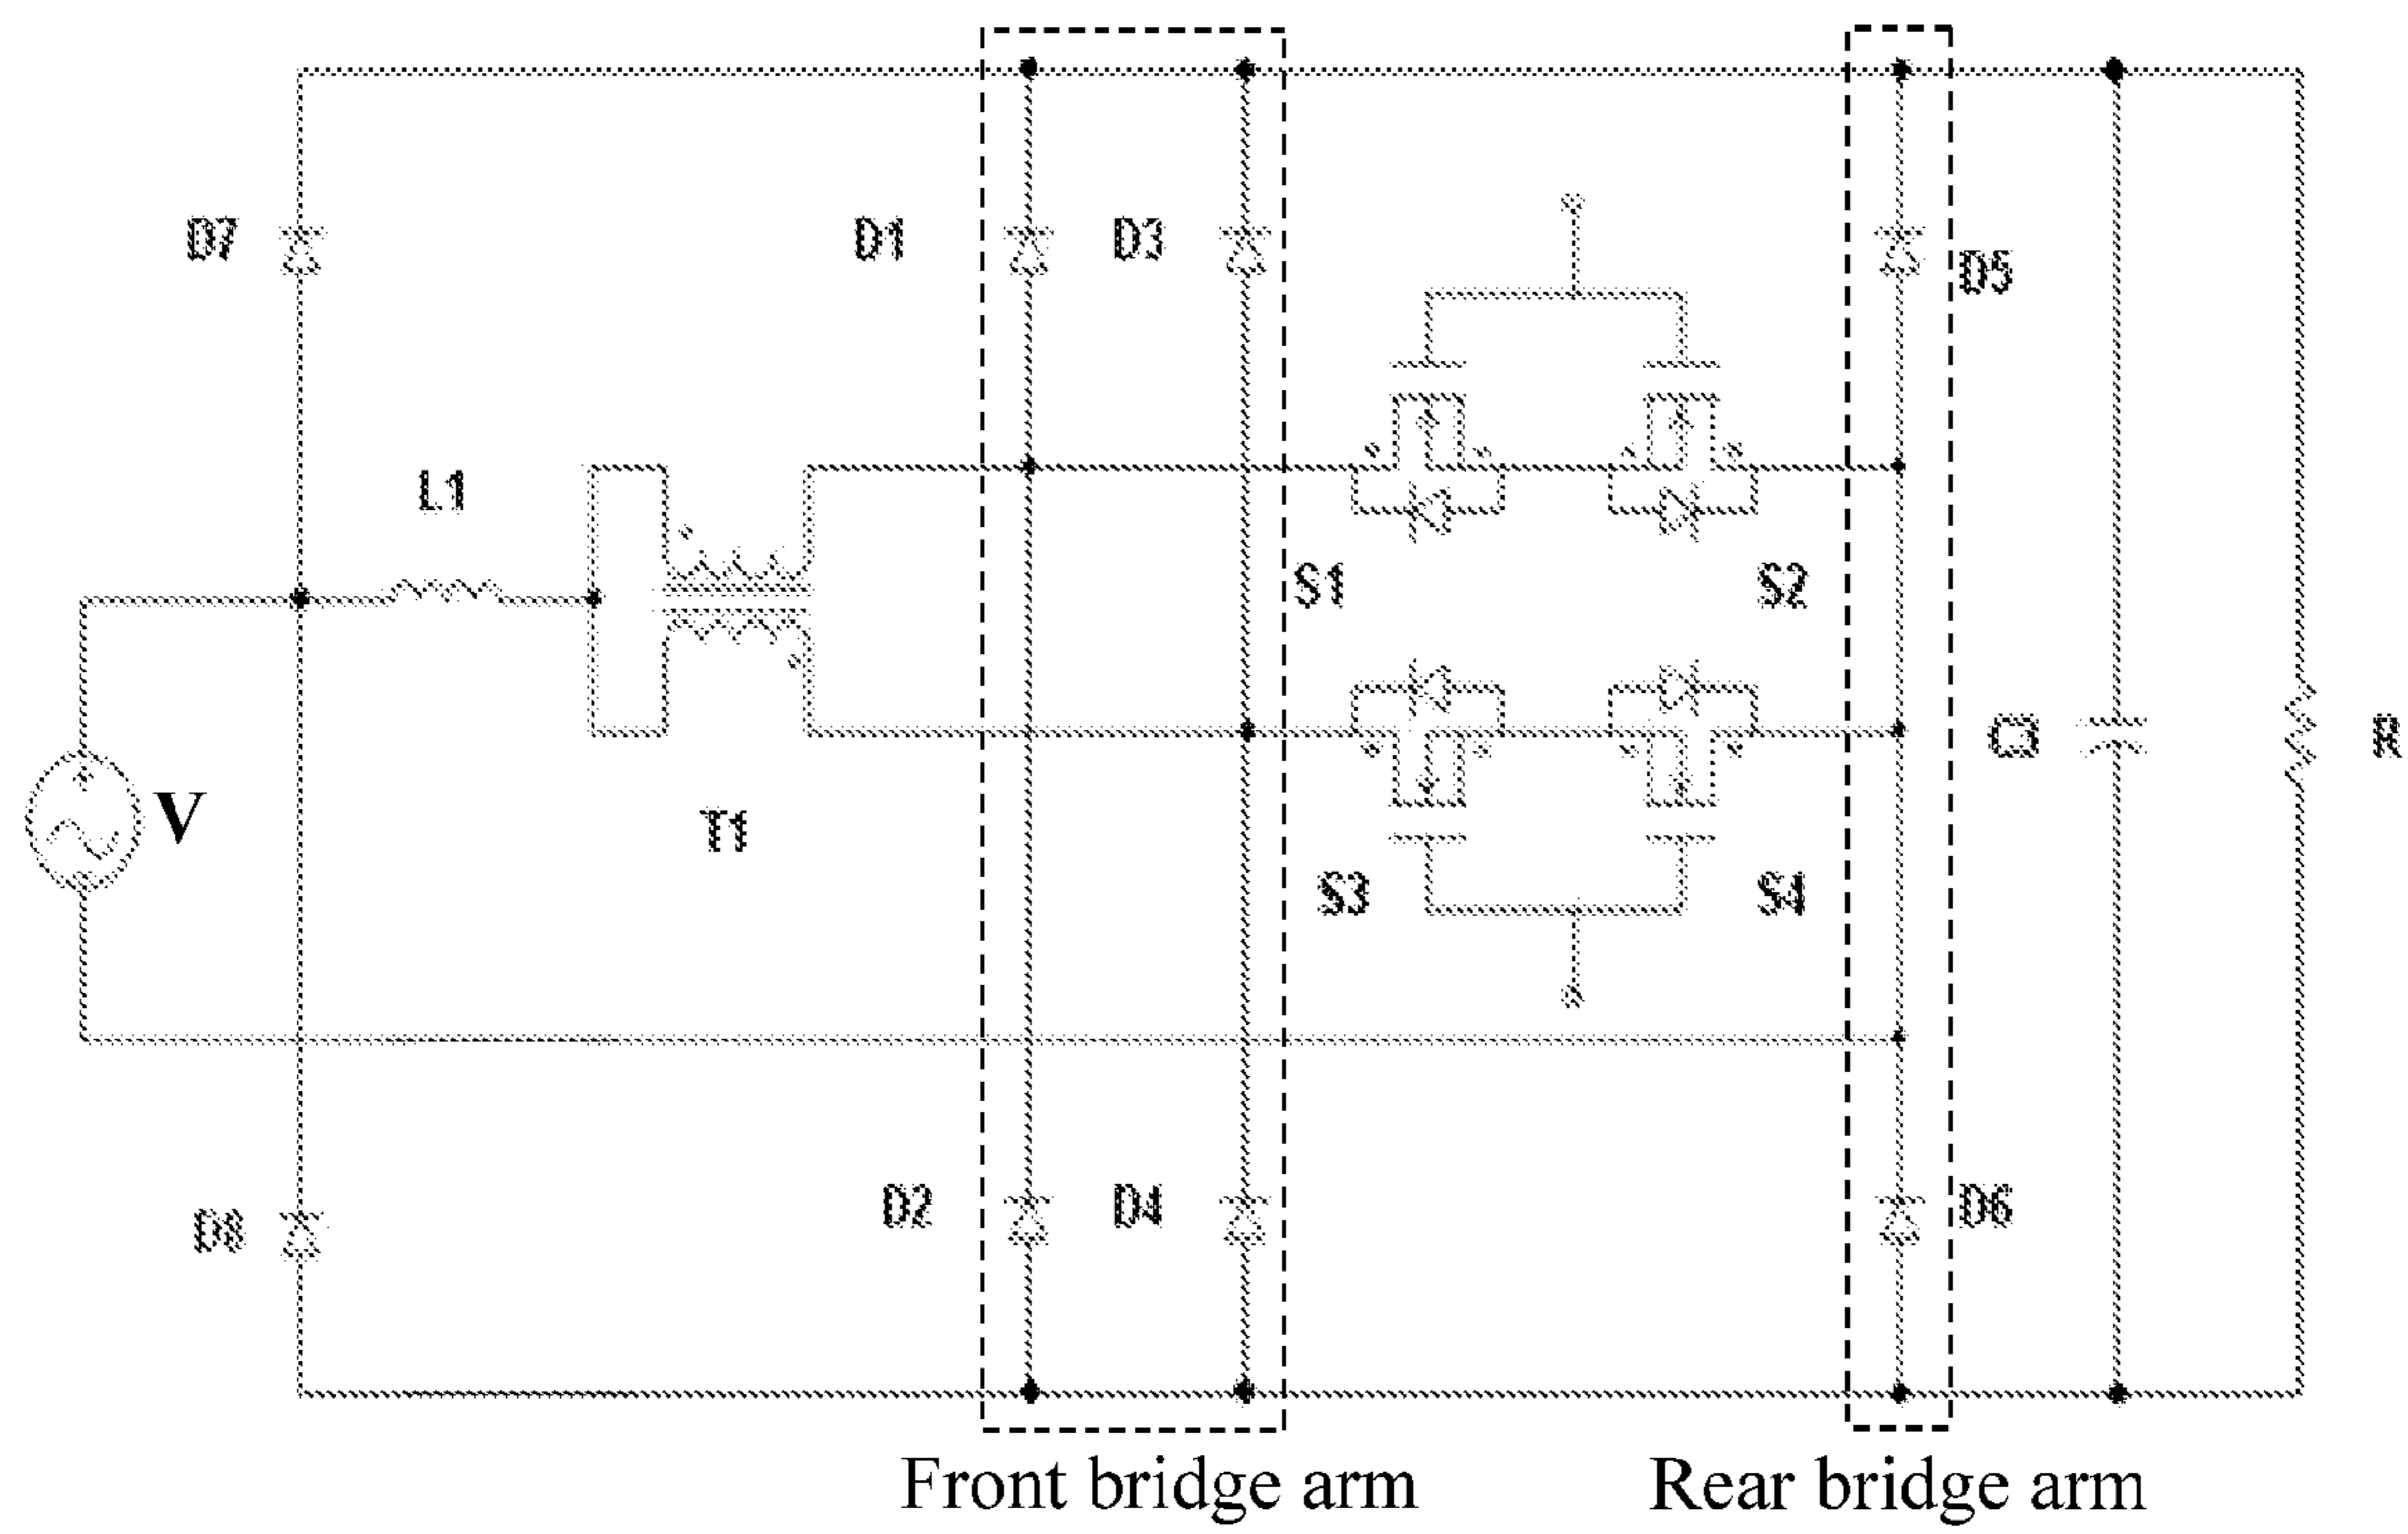 D7
D1
D3
D5
L1
S1
S2
V
T1
S3
S4
C3
R
D8
D2
D4
D6
Front bridge arm
Rear bridge arm